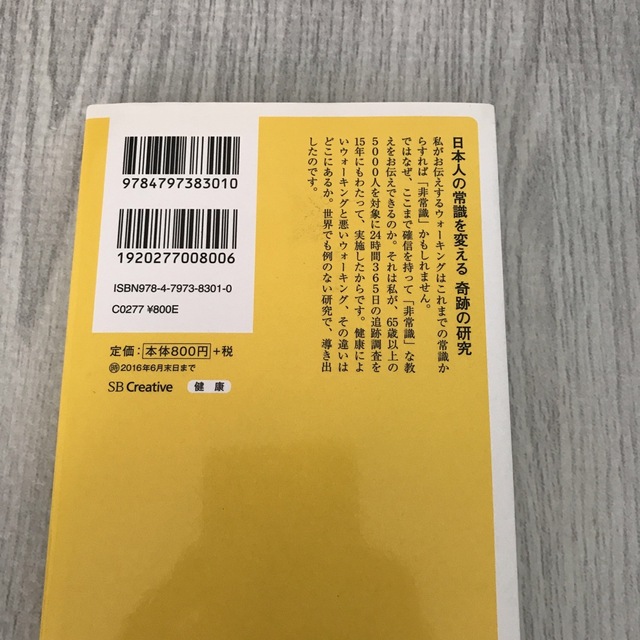 日本人の常識を変える 奇跡の研究
私がお伝えするウォーキングはこれまでの常識か
らすれば「非常識」かもしれません。
ではなぜ、ここまで確信を持って「非常識」な教
えをお伝えできるのか。それは私が、65歳以上の
5000人を対象に24時間365日の追跡調査を
15年にもわたって、実施したからです。健康によ
いウォーキングと悪いウォーキング、その違いは
どこにあるか。世界でも例のない研究で、導き出
したのです。
9784797383010
1920277008006
ISBN978-4-7973-8301-0
C0277 ¥800E
定価：本体800円+税
㊕2016年6月末日まで
SB Creative
健康